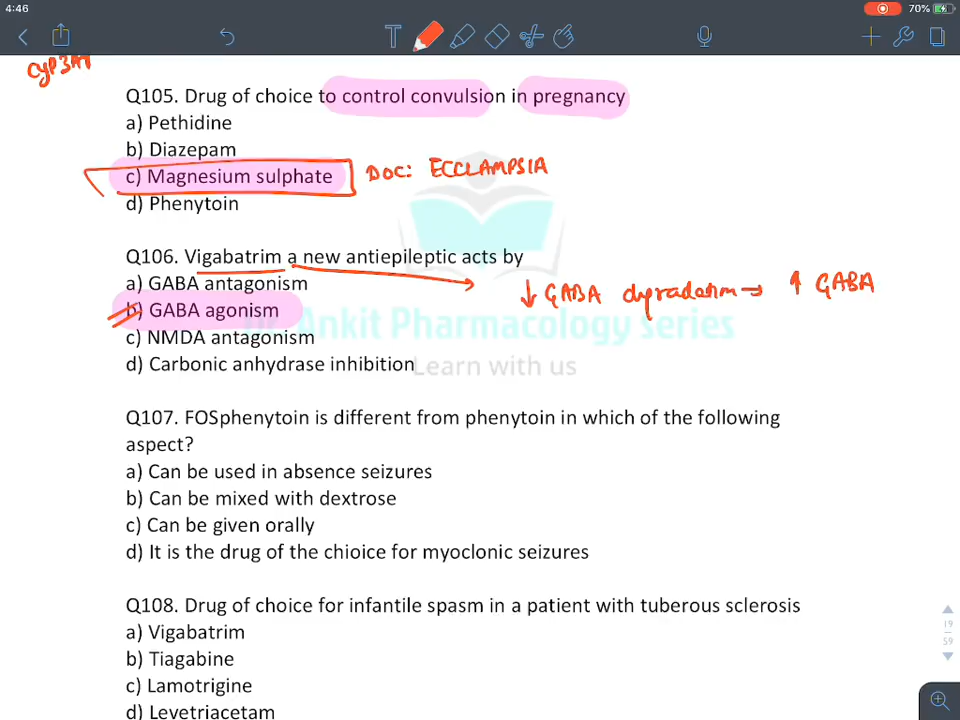 4:46
70%
CYP3A4
Q105. Drug of choice to control convulsion in pregnancy
a) Pethidine
b) Diazepam
c) Magnesium sulphate
DOC: ECCLAMPSIA
d) Phenytoin
Q106. Vigabatrim a new antiepileptic acts by
a) GABA antagonism
↓ GABA degradation → ↑ GABA
b) GABA agonism
Ankit Pharmacology series
c) NMDA antagonism
d) Carbonic anhydrase inhibition
Learn with us
Q107. FOSphenytoin is different from phenytoin in which of the following
aspect?
a) Can be used in absence seizures
b) Can be mixed with dextrose
c) Can be given orally
d) It is the drug of the chioice for myoclonic seizures
Q108. Drug of choice for infantile spasm in a patient with tuberous sclerosis
a) Vigabatrim
b) Tiagabine
c) Lamotrigine
d) Levetriacetam
19
59